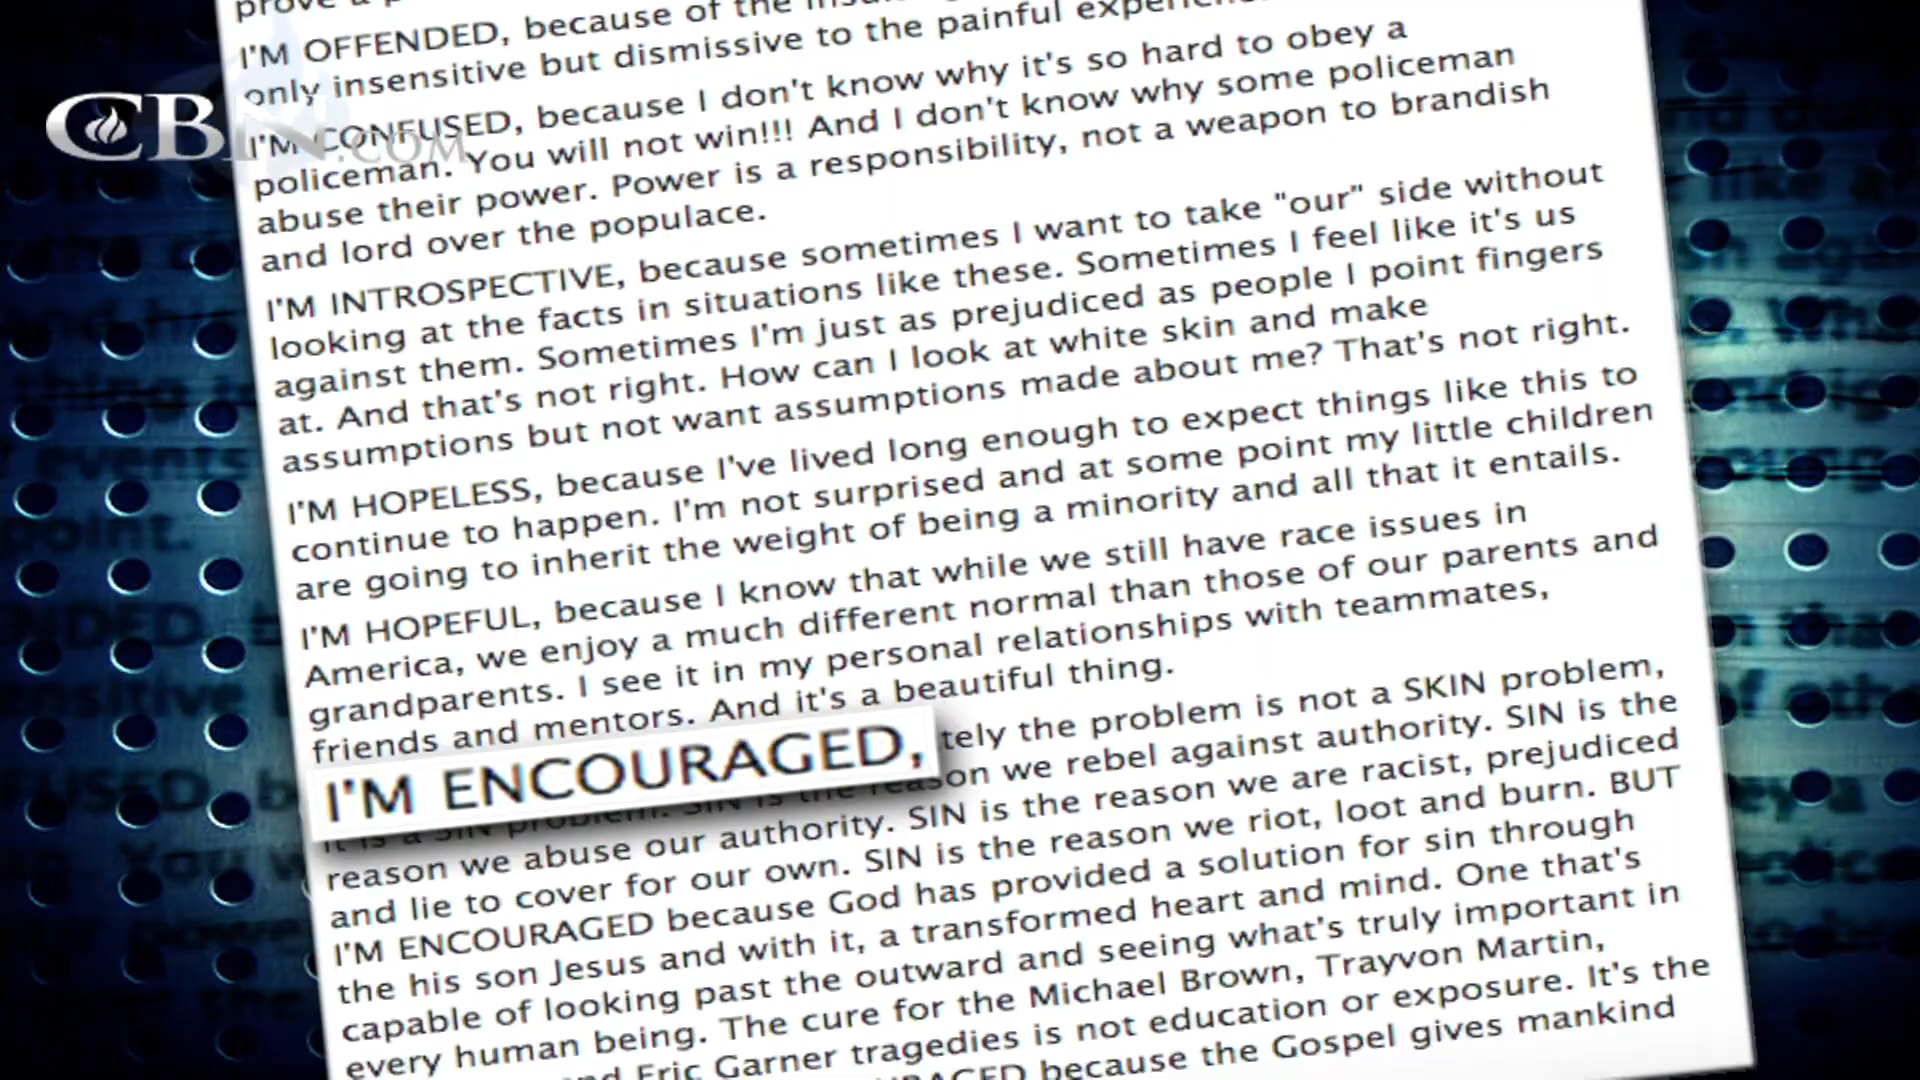 I'M OFFENDED, because of the
only insensitive but dismissive to the painful
CBN.COM
I'M CONFUSED, because I don't know why it's so hard to obey a
policeman. You will not win!!! And I don't know why some policeman
abuse their power. Power is a responsibility, not a weapon to brandish
and lord over the populace.
I'M INTROSPECTIVE, because sometimes I want to take "our" side without
looking at the facts in situations like these. Sometimes I feel like it's us
against them. Sometimes I'm just as prejudiced as people I point fingers
at. And that's not right. How can I look at white skin and make
assumptions but not want assumptions made about me? That's not right.
I'M HOPELESS, because I've lived long enough to expect things like this to
continue to happen. I'm not surprised and at some point my little children
are going to inherit the weight of being a minority and all that it entails.
I'M HOPEFUL, because I know that while we still have race issues in
America, we enjoy a much different normal than those of our parents and
grandparents. I see it in my personal relationships with teammates,
friends and mentors. And it's a beautiful thing.
I'M ENCOURAGED, tely the problem is not a SKIN problem,
it is a SIN problem. SIN is the reason we rebel against authority. SIN is the
reason we abuse our authority. SIN is the reason we are racist, prejudiced
and lie to cover for our own. SIN is the reason we riot, loot and burn. BUT
I'M ENCOURAGED because God has provided a solution for sin through
the his son Jesus and with it, a transformed heart and mind. One that's
capable of looking past the outward and seeing what's truly important in
every human being. The cure for the Michael Brown, Trayvon Martin,
Eric Garner tragedies is not education or exposure. It's the
because the Gospel gives mankind